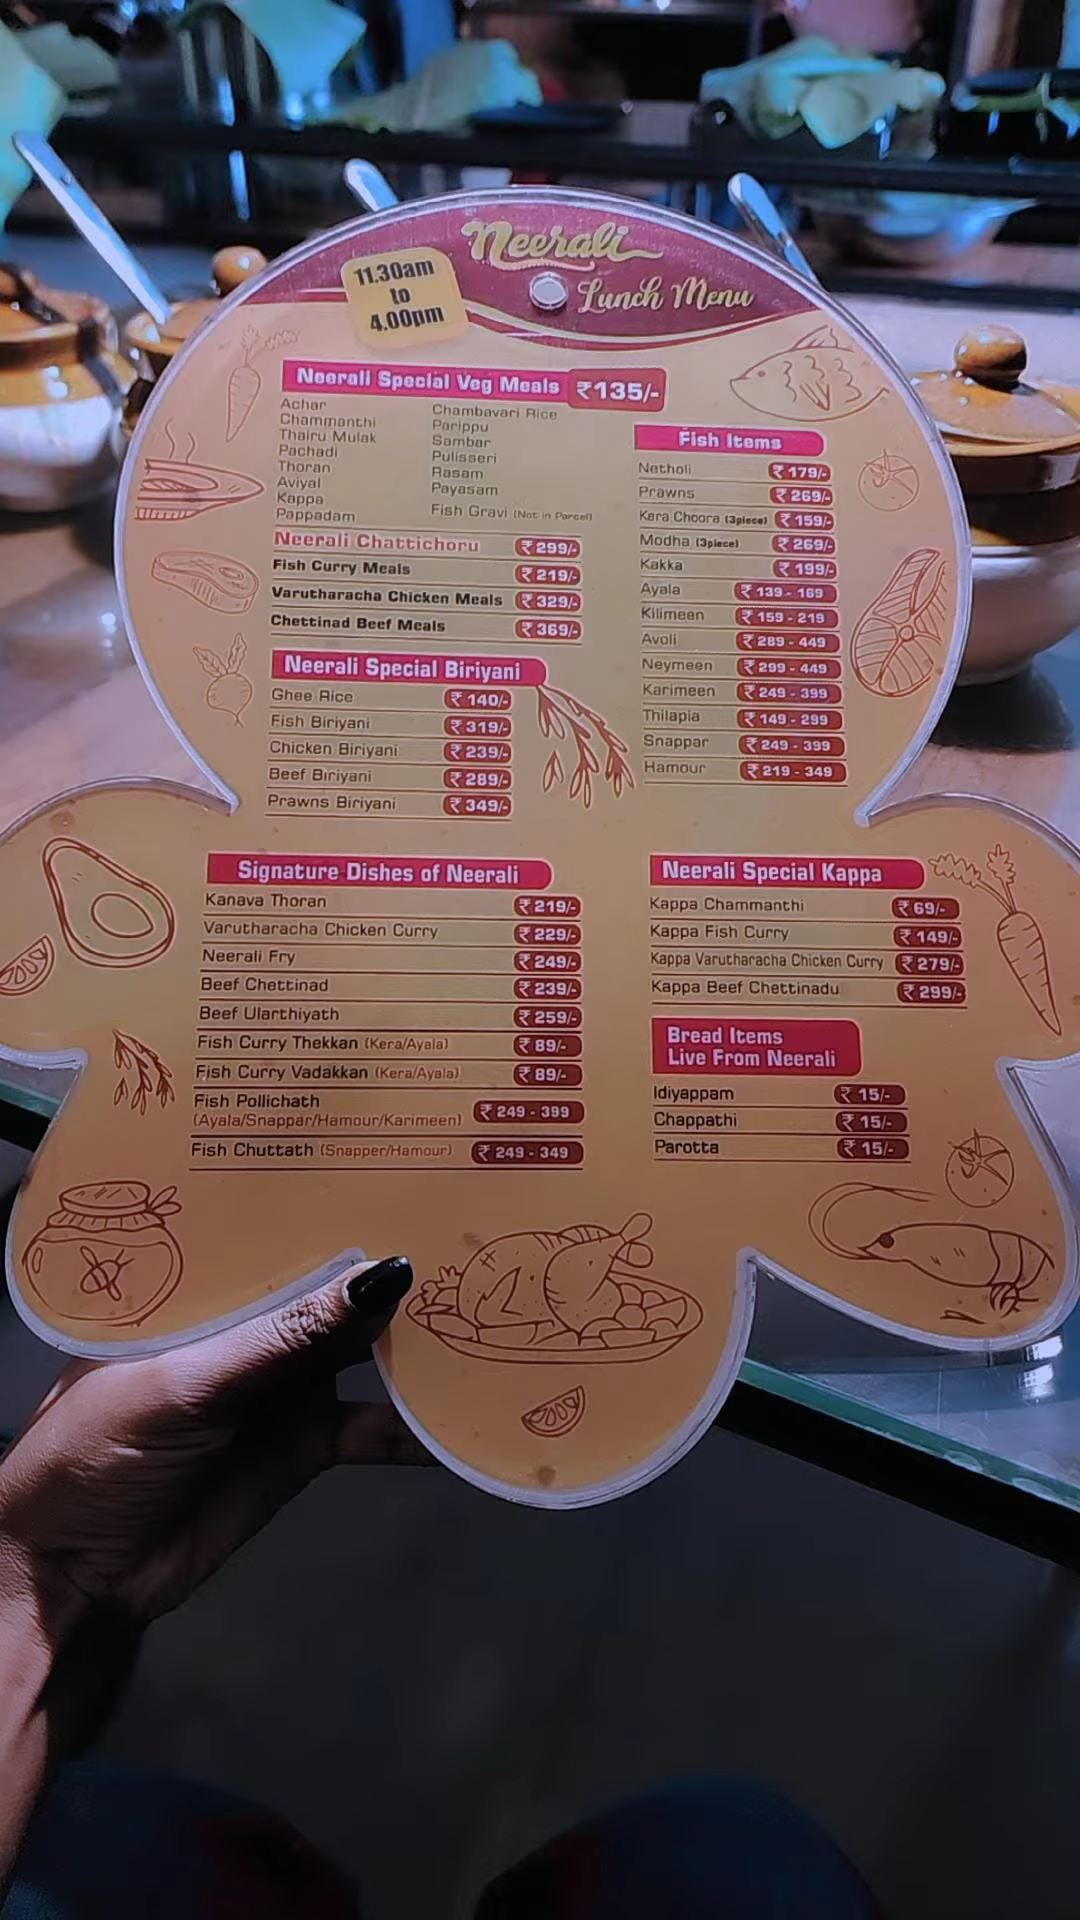 Neerali
Lunch Menu
11.30am
to
4.00pm
Neerali Special Veg Meals ₹135/-
Achar
Chammanthi
Thairu Mulak
Pachadi
Thoran
Aviyal
Kappa
Pappadam
Chambavari Rice
Parippu
Sambar
Pulisseri
Rasam
Payasam
Fish Gravi (Not in Parcel)
Neerali Chattichoru ₹299/-
Fish Curry Meals ₹219/-
Varutharacha Chicken Meals ₹329/-
Chettinad Beef Meals ₹369/-
Neerali Special Biriyani
Ghee Rice ₹140/-
Fish Biriyani ₹319/-
Chicken Biriyani ₹239/-
Beef Biriyani ₹289/-
Prawns Biriyani ₹349/-
Fish Items
Netholi ₹179/-
Prawns ₹269/-
Kera Choora (3piece) ₹159/-
Modha (3piece) ₹269/-
Kakka ₹199/-
Ayala ₹139 - 169
Kilimeen ₹159 - 219
Avoli ₹289 - 449
Neymeen ₹299 - 449
Karimeen ₹249 - 399
Thilapia ₹149 - 299
Snappar ₹249 - 399
Hamour ₹219 - 349
Signature Dishes of Neerali
Kanava Thoran ₹219/-
Varutharacha Chicken Curry ₹229/-
Neerali Fry ₹249/-
Beef Chettinad ₹239/-
Beef Ularthiyath ₹259/-
Fish Curry Thekkan (Kera/Ayala) ₹89/-
Fish Curry Vadakkan (Kera/Ayala) ₹89/-
Fish Pollichath
(Ayala/Snappar/Hamour/Karimeen) ₹249 - 399
Fish Chuttath (Snapper/Hamour) ₹249 - 349
Neerali Special Kappa
Kappa Chammanthi ₹69/-
Kappa Fish Curry ₹149/-
Kappa Varutharacha Chicken Curry ₹279/-
Kappa Beef Chettinadu ₹299/-
Bread Items
Live From Neerali
Idiyappam ₹15/-
Chappathi ₹15/-
Parotta ₹15/-